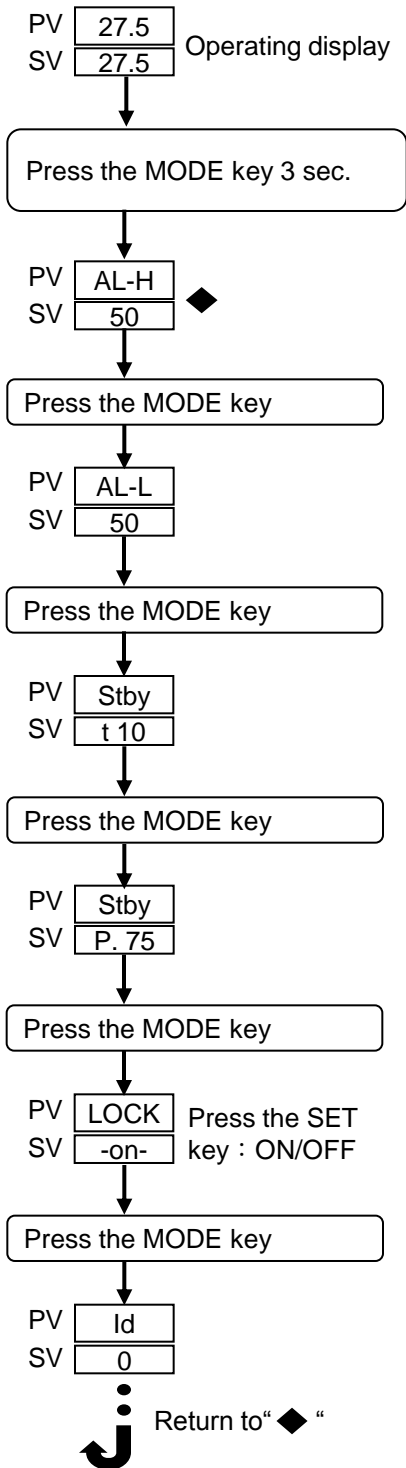 PV 27.5
SV 27.5
Operating display
Press the MODE key 3 sec.
PV AL-H
SV 50 ◆
Press the MODE key
PV AL-L
SV 50
Press the MODE key
PV Stby
SV t 10
Press the MODE key
PV Stby
SV P. 75
Press the MODE key
PV LOCK
SV -on-
Press the SET
key：ON/OFF
Press the MODE key
PV Id
SV 0
Return to“ ◆ “